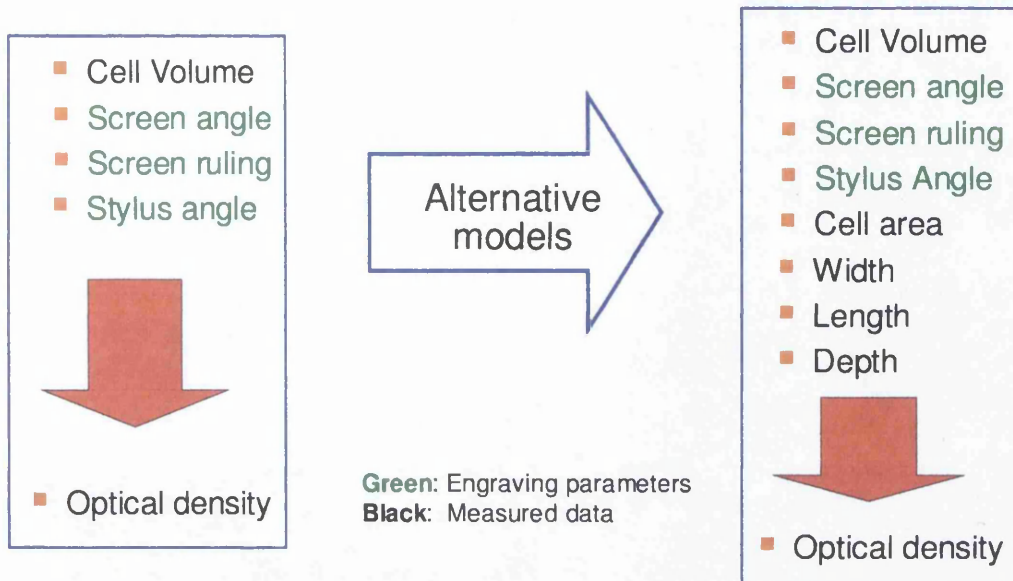 Cell Volume
Screen angle
Screen ruling
Stylus angle
Optical density
Alternative
models
Green: Engraving parameters
Black: Measured data
Cell Volume
Screen angle
Screen ruling
Stylus Angle
Cell area
Width
Length
Depth
Optical density